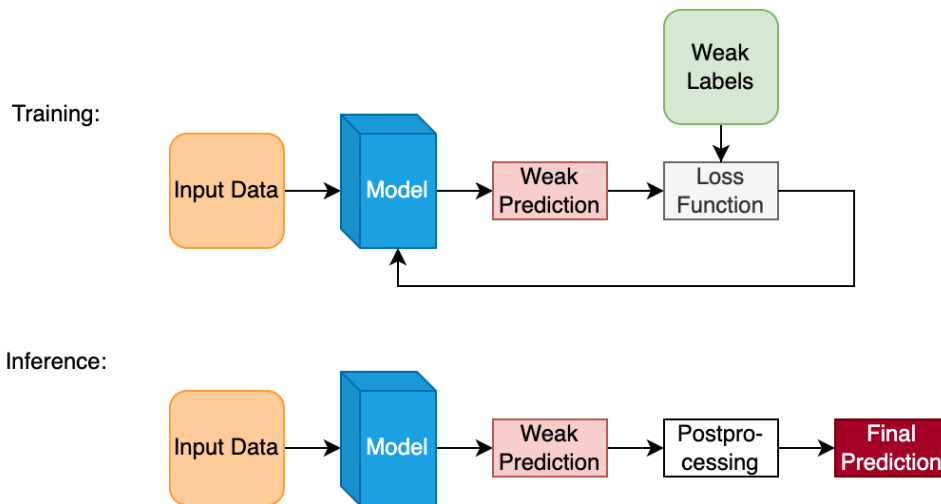 Weak
Labels
Training:
Input Data
Model
Weak
Prediction
Loss
Function
Inference:
Input Data
Model
Weak
Prediction
Postpro-
cessing
Final
Prediction